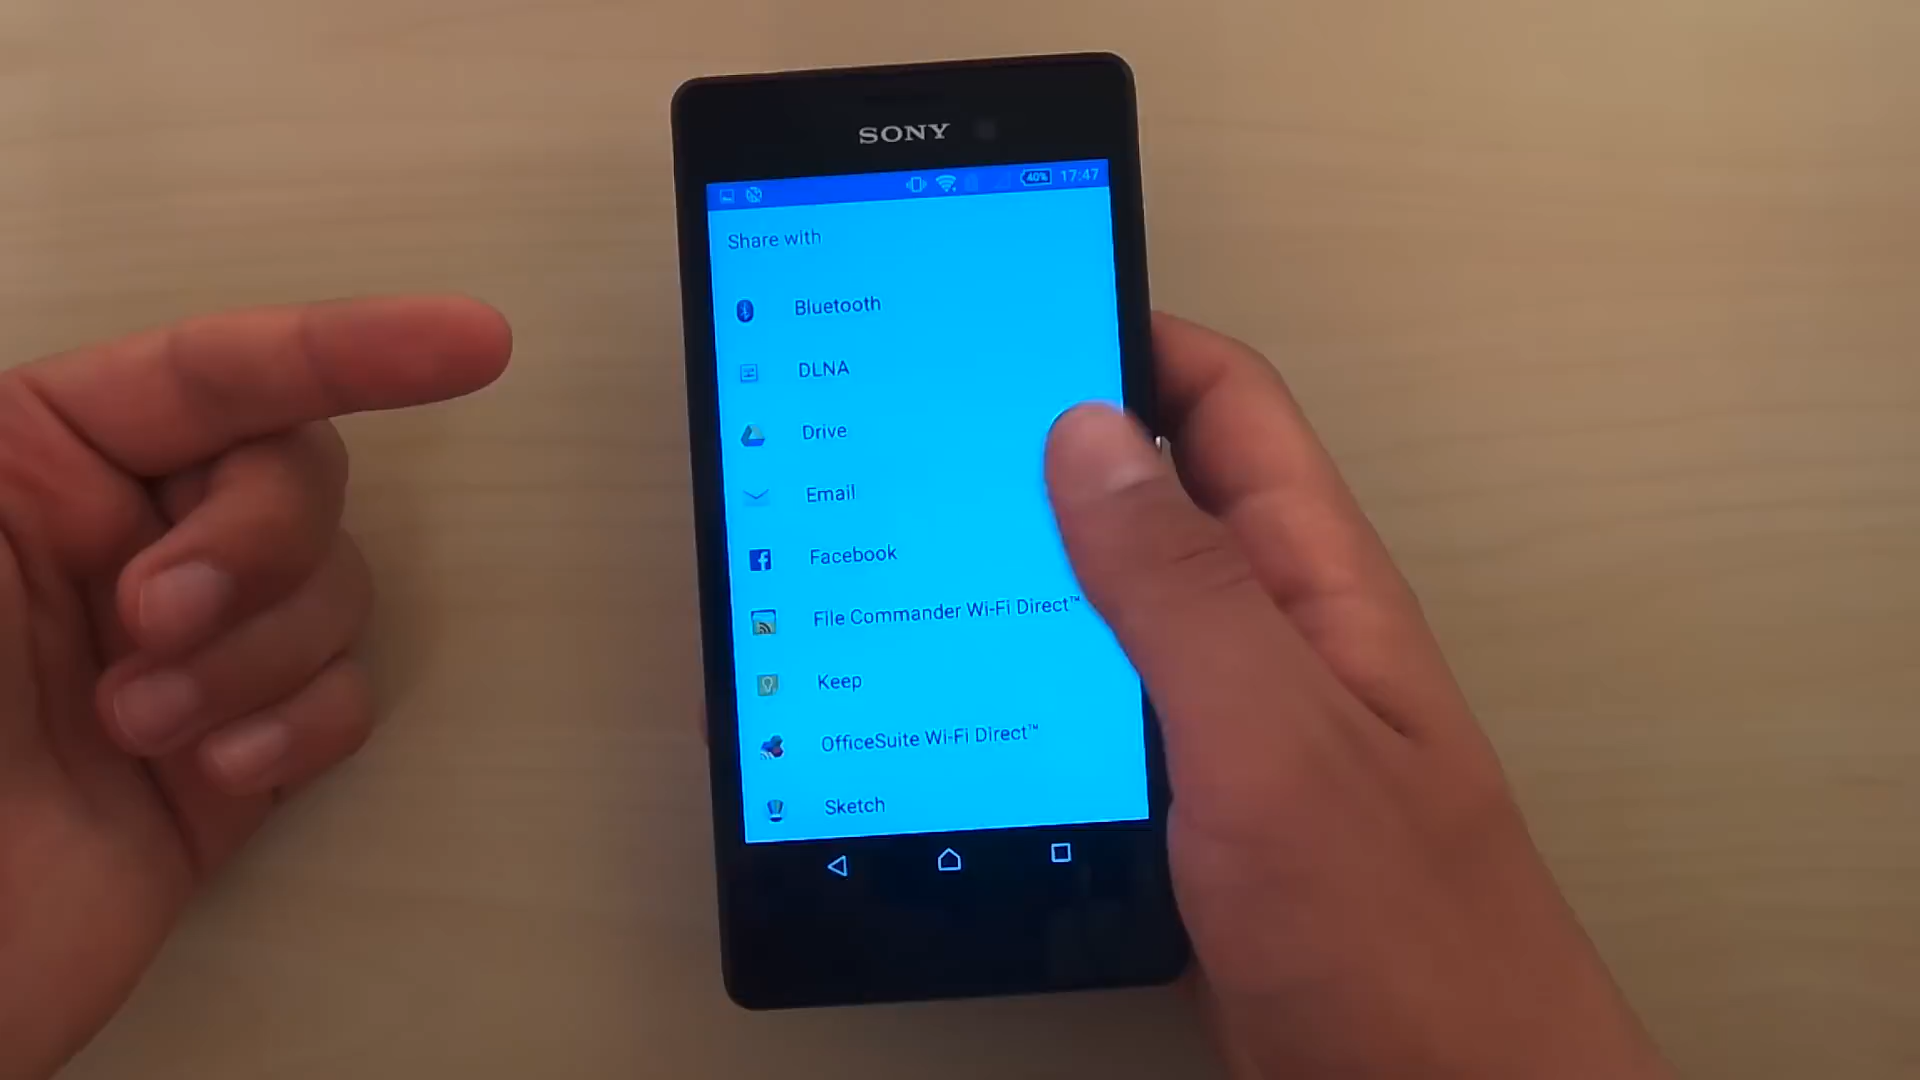 SONY
40% 17:47
Share with
Bluetooth
DLNA
Drive
Email
Facebook
File Commander Wi-Fi Direct™
Keep
OfficeSuite Wi-Fi Direct™
Sketch